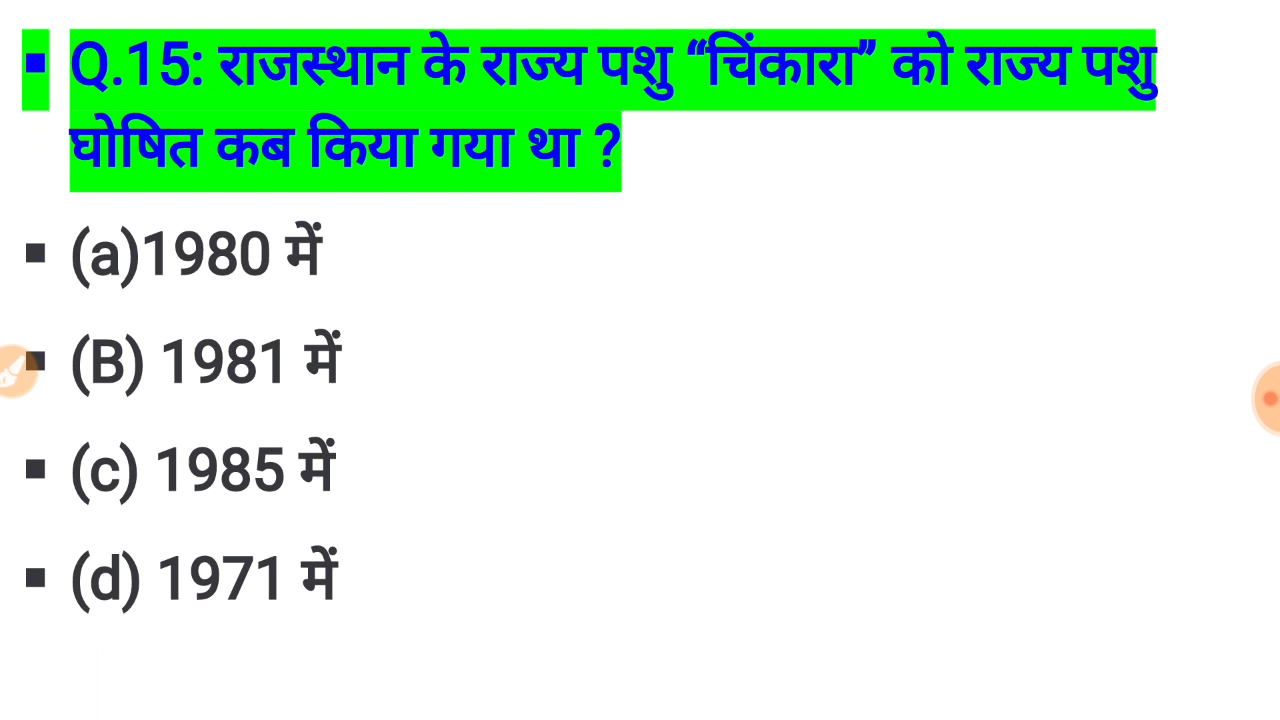 Q.15: राजस्थान के राज्य पशु “चिंकारा” को राज्य पशु
घोषित कब किया गया था ?
(a)1980 में
(B) 1981 में
(c) 1985 में
(d) 1971 में